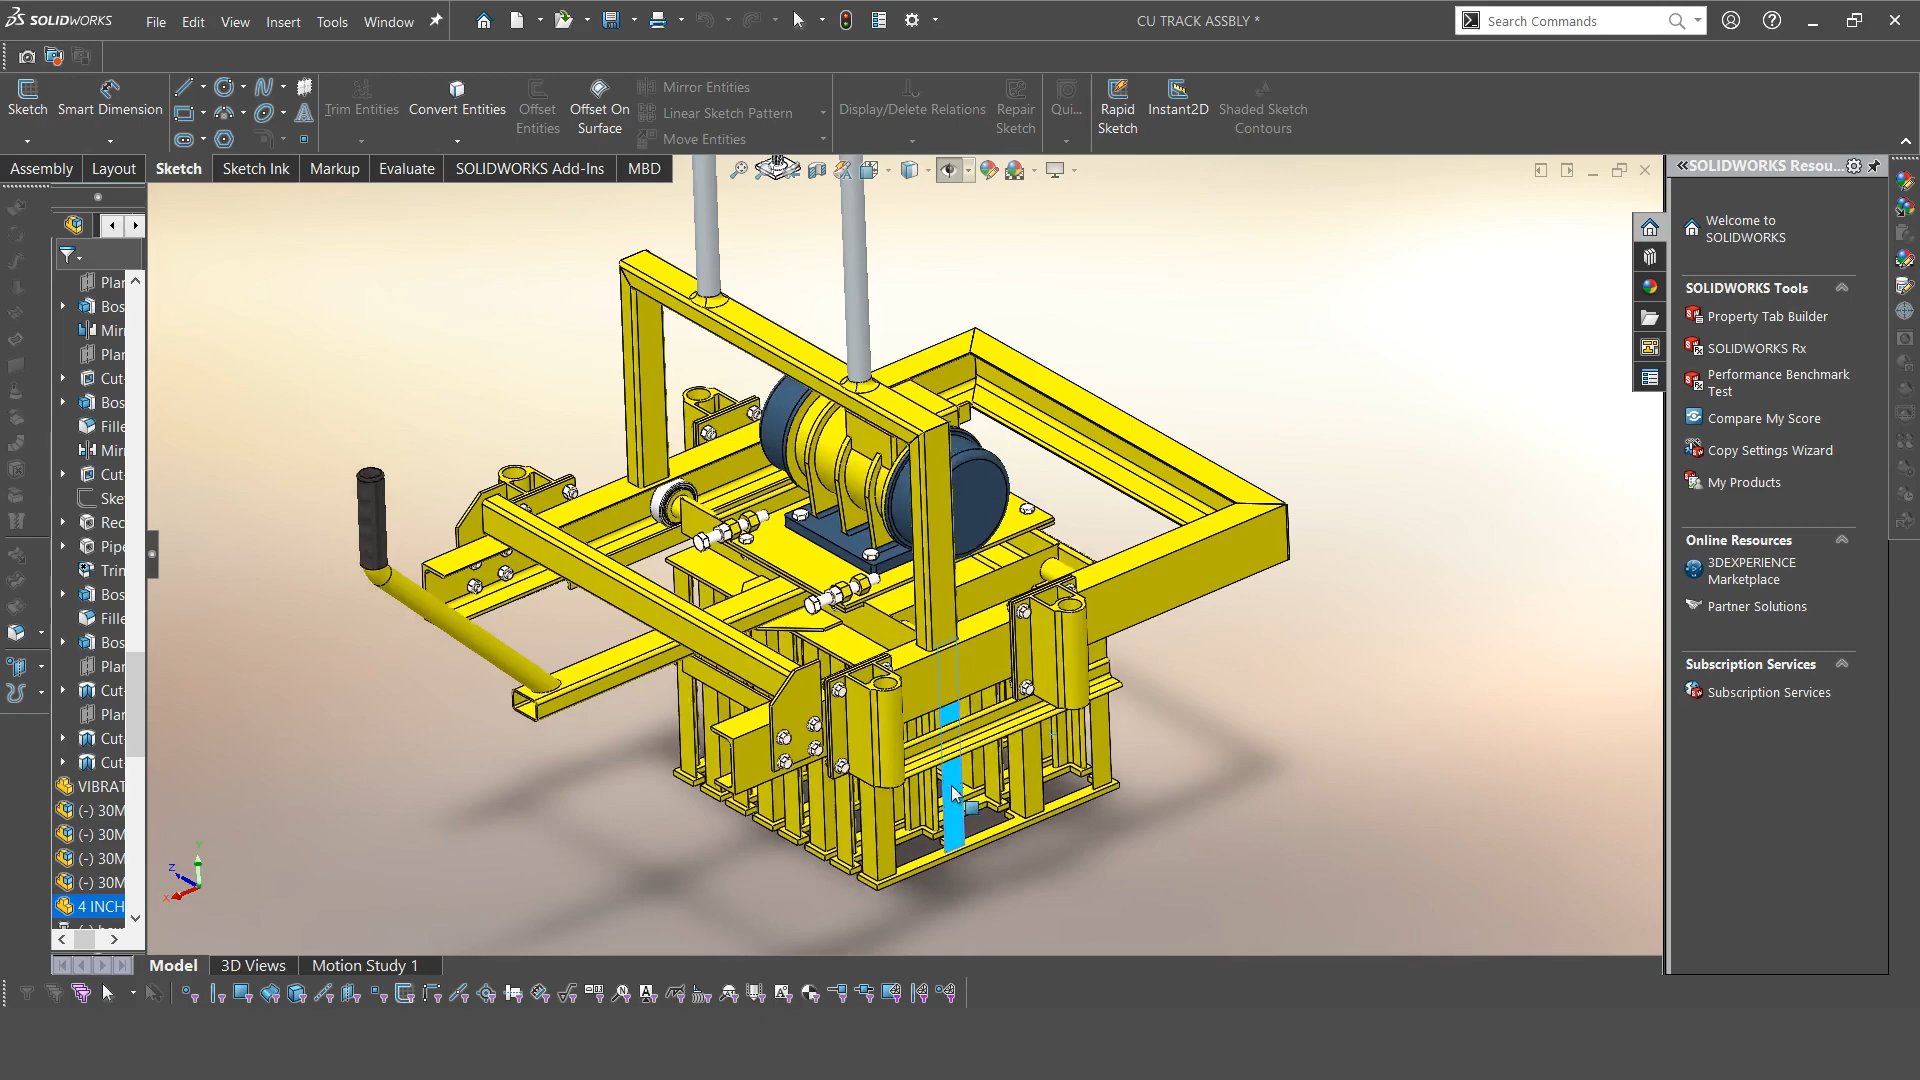 SOLIDWORKS
File Edit View Insert Tools Window
CU TRACK ASSBLY *
Search Commands
Sketch
Smart Dimension
Trim Entities
Convert Entities
Offset
Entities
Offset On
Surface
Mirror Entities
Linear Sketch Pattern
Move Entities
Display/Delete Relations
Repair
Sketch
Qui...
Rapid
Sketch
Instant2D
Shaded Sketch
Contours
Assembly Layout Sketch Sketch Ink Markup Evaluate SOLIDWORKS Add-Ins MBD
SOLIDWORKS Resou...
Welcome to
SOLIDWORKS
SOLIDWORKS Tools
Property Tab Builder
SOLIDWORKS Rx
Performance Benchmark
Test
Compare My Score
Copy Settings Wizard
My Products
Online Resources
3DEXPERIENCE
Marketplace
Partner Solutions
Subscription Services
Subscription Services
Plar
Bos
Mirr
Plar
Cut-
Bos
Fille
Mirr
Cut-
Ske
Rec
Pipe
Trin
Bos
Fille
Bos
Plar
Cut-
Plar
Cut-
Cut-
VIBRAT
(-) 30M
(-) 30M
(-) 30M
(-) 30M
4 INCH
Y
Z
X
Model 3D Views Motion Study 1